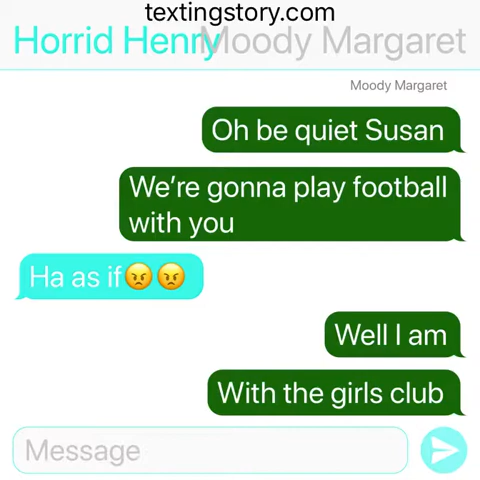 textingstory.com
Horrid Henry Moody Margaret
Moody Margaret
Oh be quiet Susan
We’re gonna play football
with you
Ha as if😠😠
Well I am
With the girls club
Message